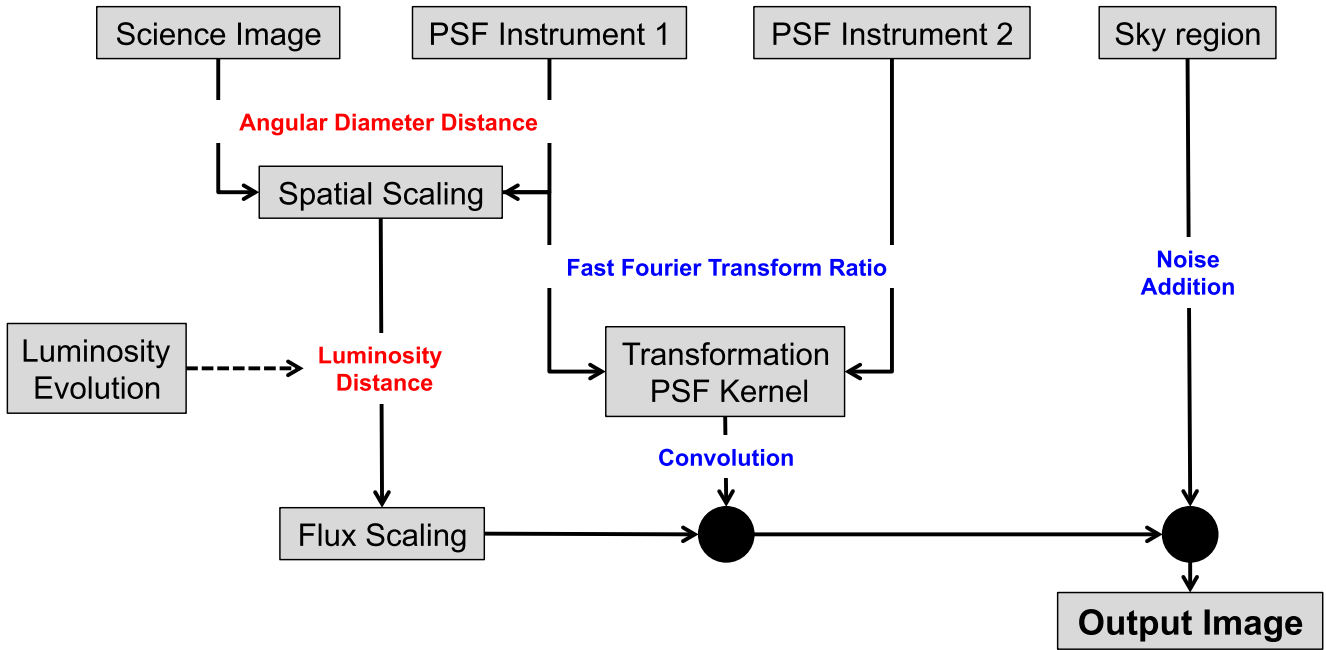 Science Image
PSF Instrument 1
PSF Instrument 2
Sky region
Angular Diameter Distance
Spatial Scaling
Fast Fourier Transform Ratio
Noise
Addition
Luminosity
Evolution
Luminosity
Distance
Transformation
PSF Kernel
Convolution
Flux Scaling
Output Image